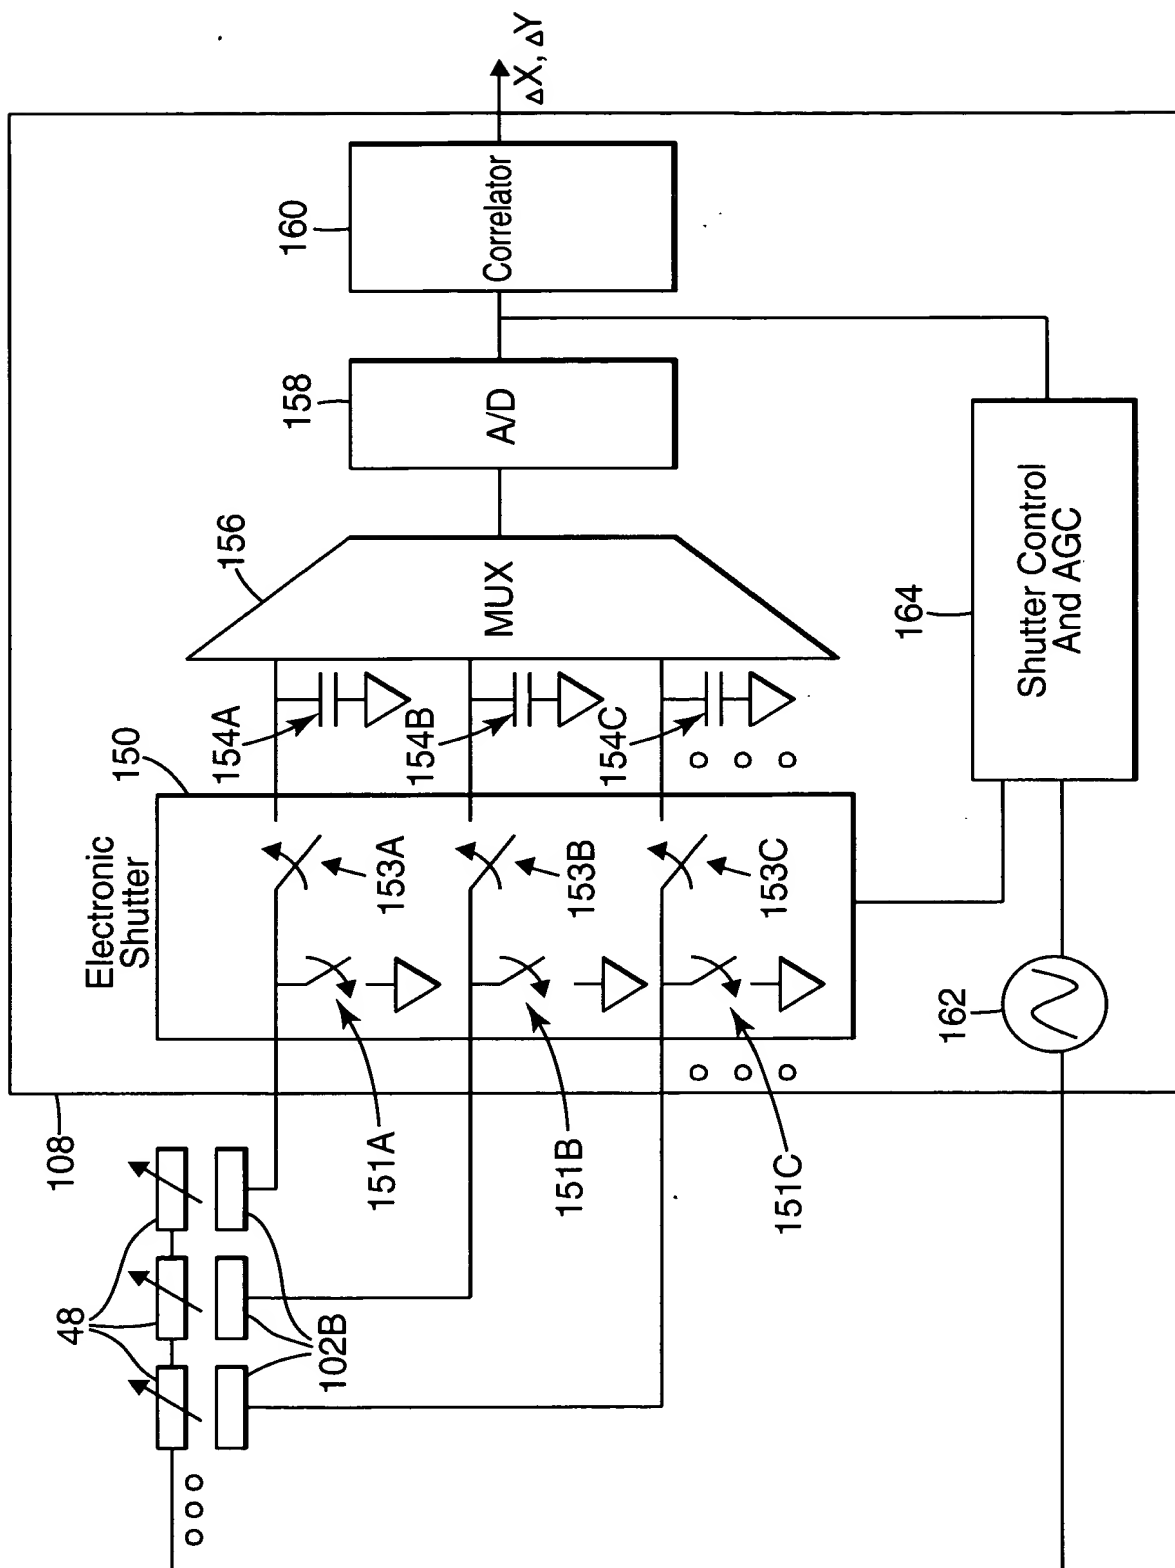 48
102B
108
Electronic
Shutter
150
151A
151B
151C
153A
153B
153C
154A
154B
154C
156
MUX
158
A/D
160
Correlator
ΔX, ΔY
162
164
Shutter Control
And AGC